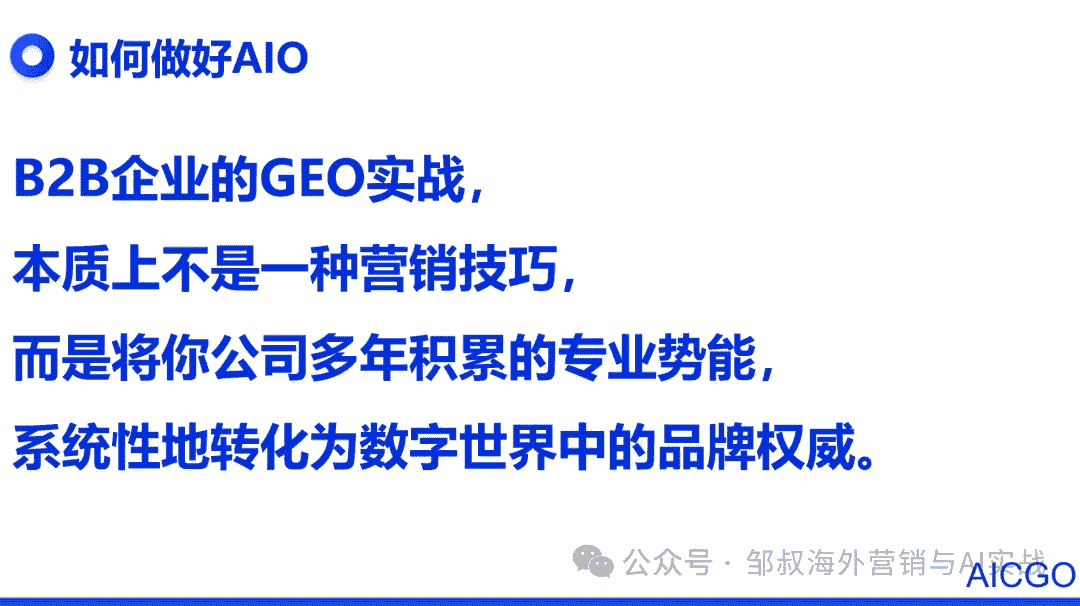 如何做好AIO
B2B企业的GEO实战，
本质上不是一种营销技巧，
而是将你公司多年积累的专业势能，
系统性地转化为数字世界中的品牌权威。
公众号 · 邹叔海外营销与AI实战
AICGO